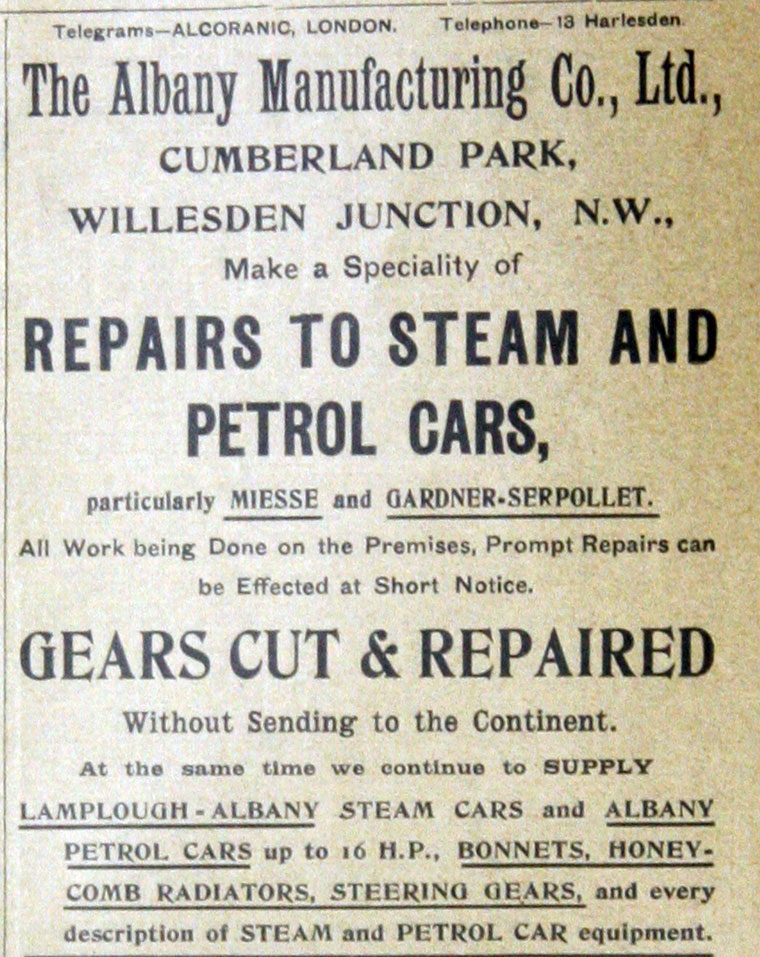 Telegrams—ALCORANIC, LONDON. Telephone—13 Harlesden.
The Albany Manufacturing Co., Ltd.,
CUMBERLAND PARK,
WILLESDEN JUNCTION, N.W.,
Make a Speciality of
REPAIRS TO STEAM AND
PETROL CARS,
particularly MIESSE and GARDNER-SERPOLLET.
All Work being Done on the Premises, Prompt Repairs can
be Effected at Short Notice.
GEARS CUT & REPAIRED
Without Sending to the Continent.
At the same time we continue to SUPPLY
LAMPLOUGH-ALBANY STEAM CARS and ALBANY
PETROL CARS up to 16 H.P., BONNETS, HONEY-
COMB RADIATORS, STEERING GEARS, and every
description of STEAM and PETROL CAR equipment.